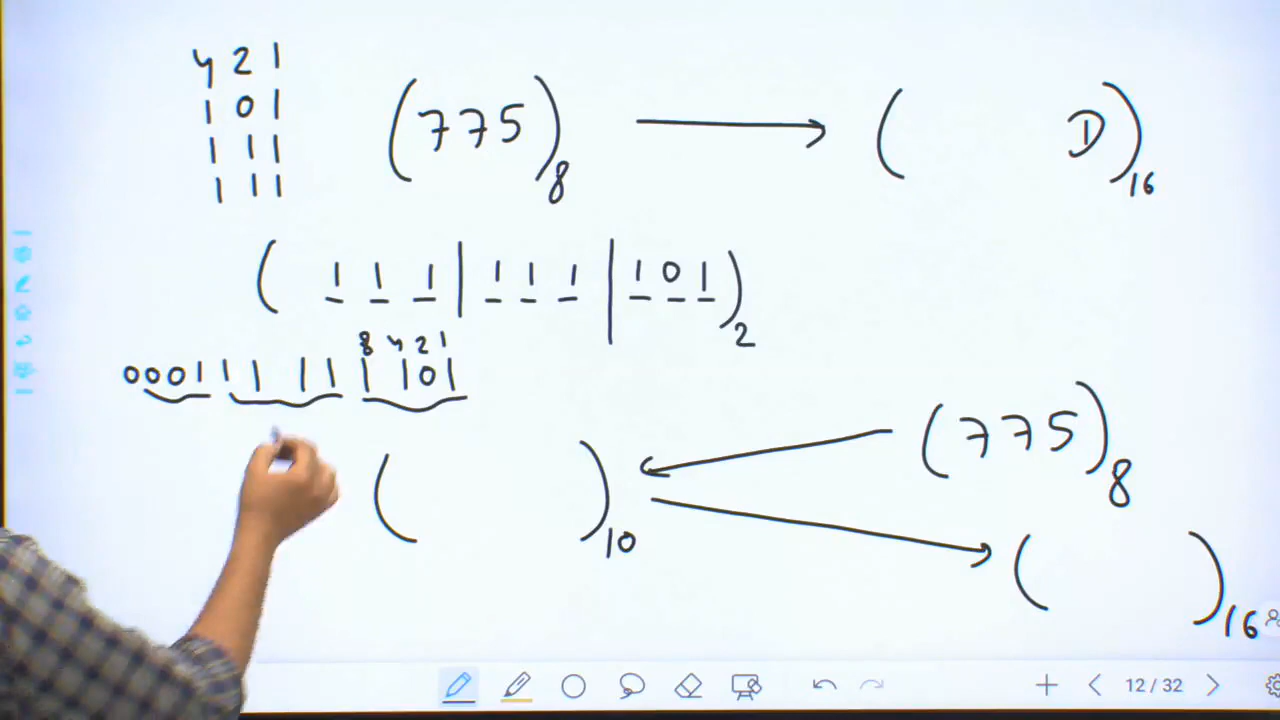 4 2 1
1 0 1
1 1 1
1 1 1
(775)8 → ( D)16
( 1 1 1 | 1 1 1 | 1 0 1 )2
8 4 2 1
0001 1 1 1 1 1 1 0 1
(775)8
( )10
( )16
12 / 32